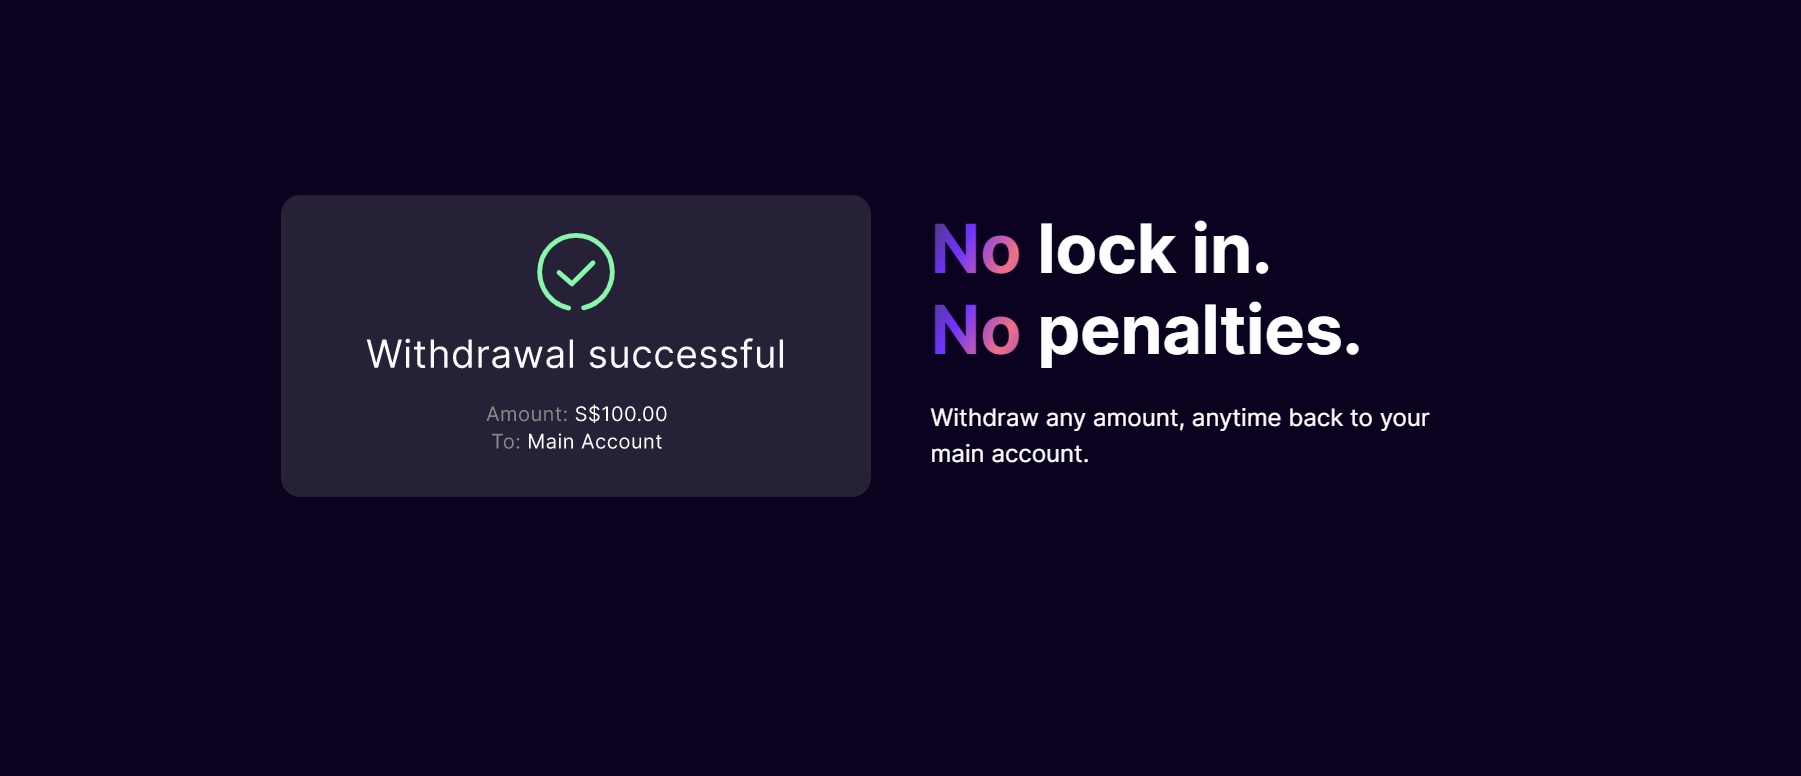 Withdrawal successful
Amount: S$100.00
To: Main Account
No lock in.
No penalties.
Withdraw any amount, anytime back to your
main account.